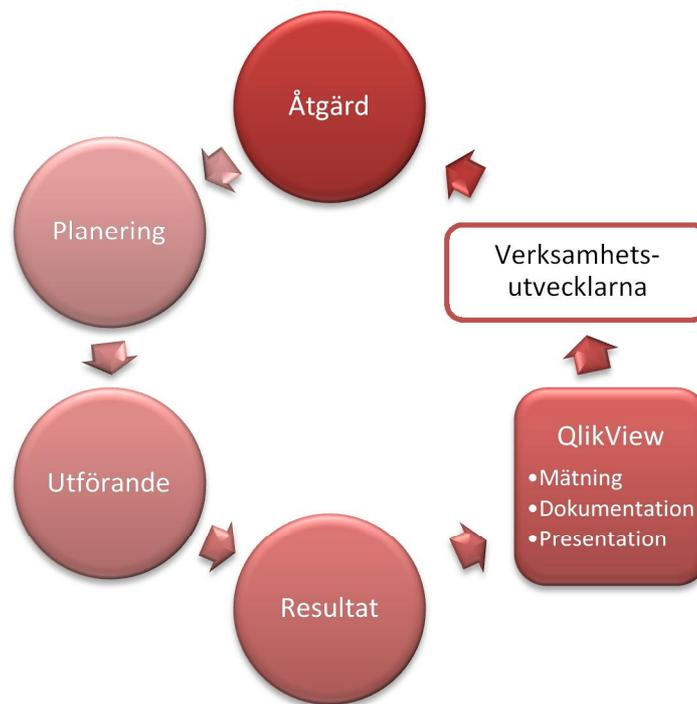 Åtgärd
Planering
Verksamhets-
utvecklarna
QlikView
•Mätning
•Dokumentation
•Presentation
Utförande
Resultat